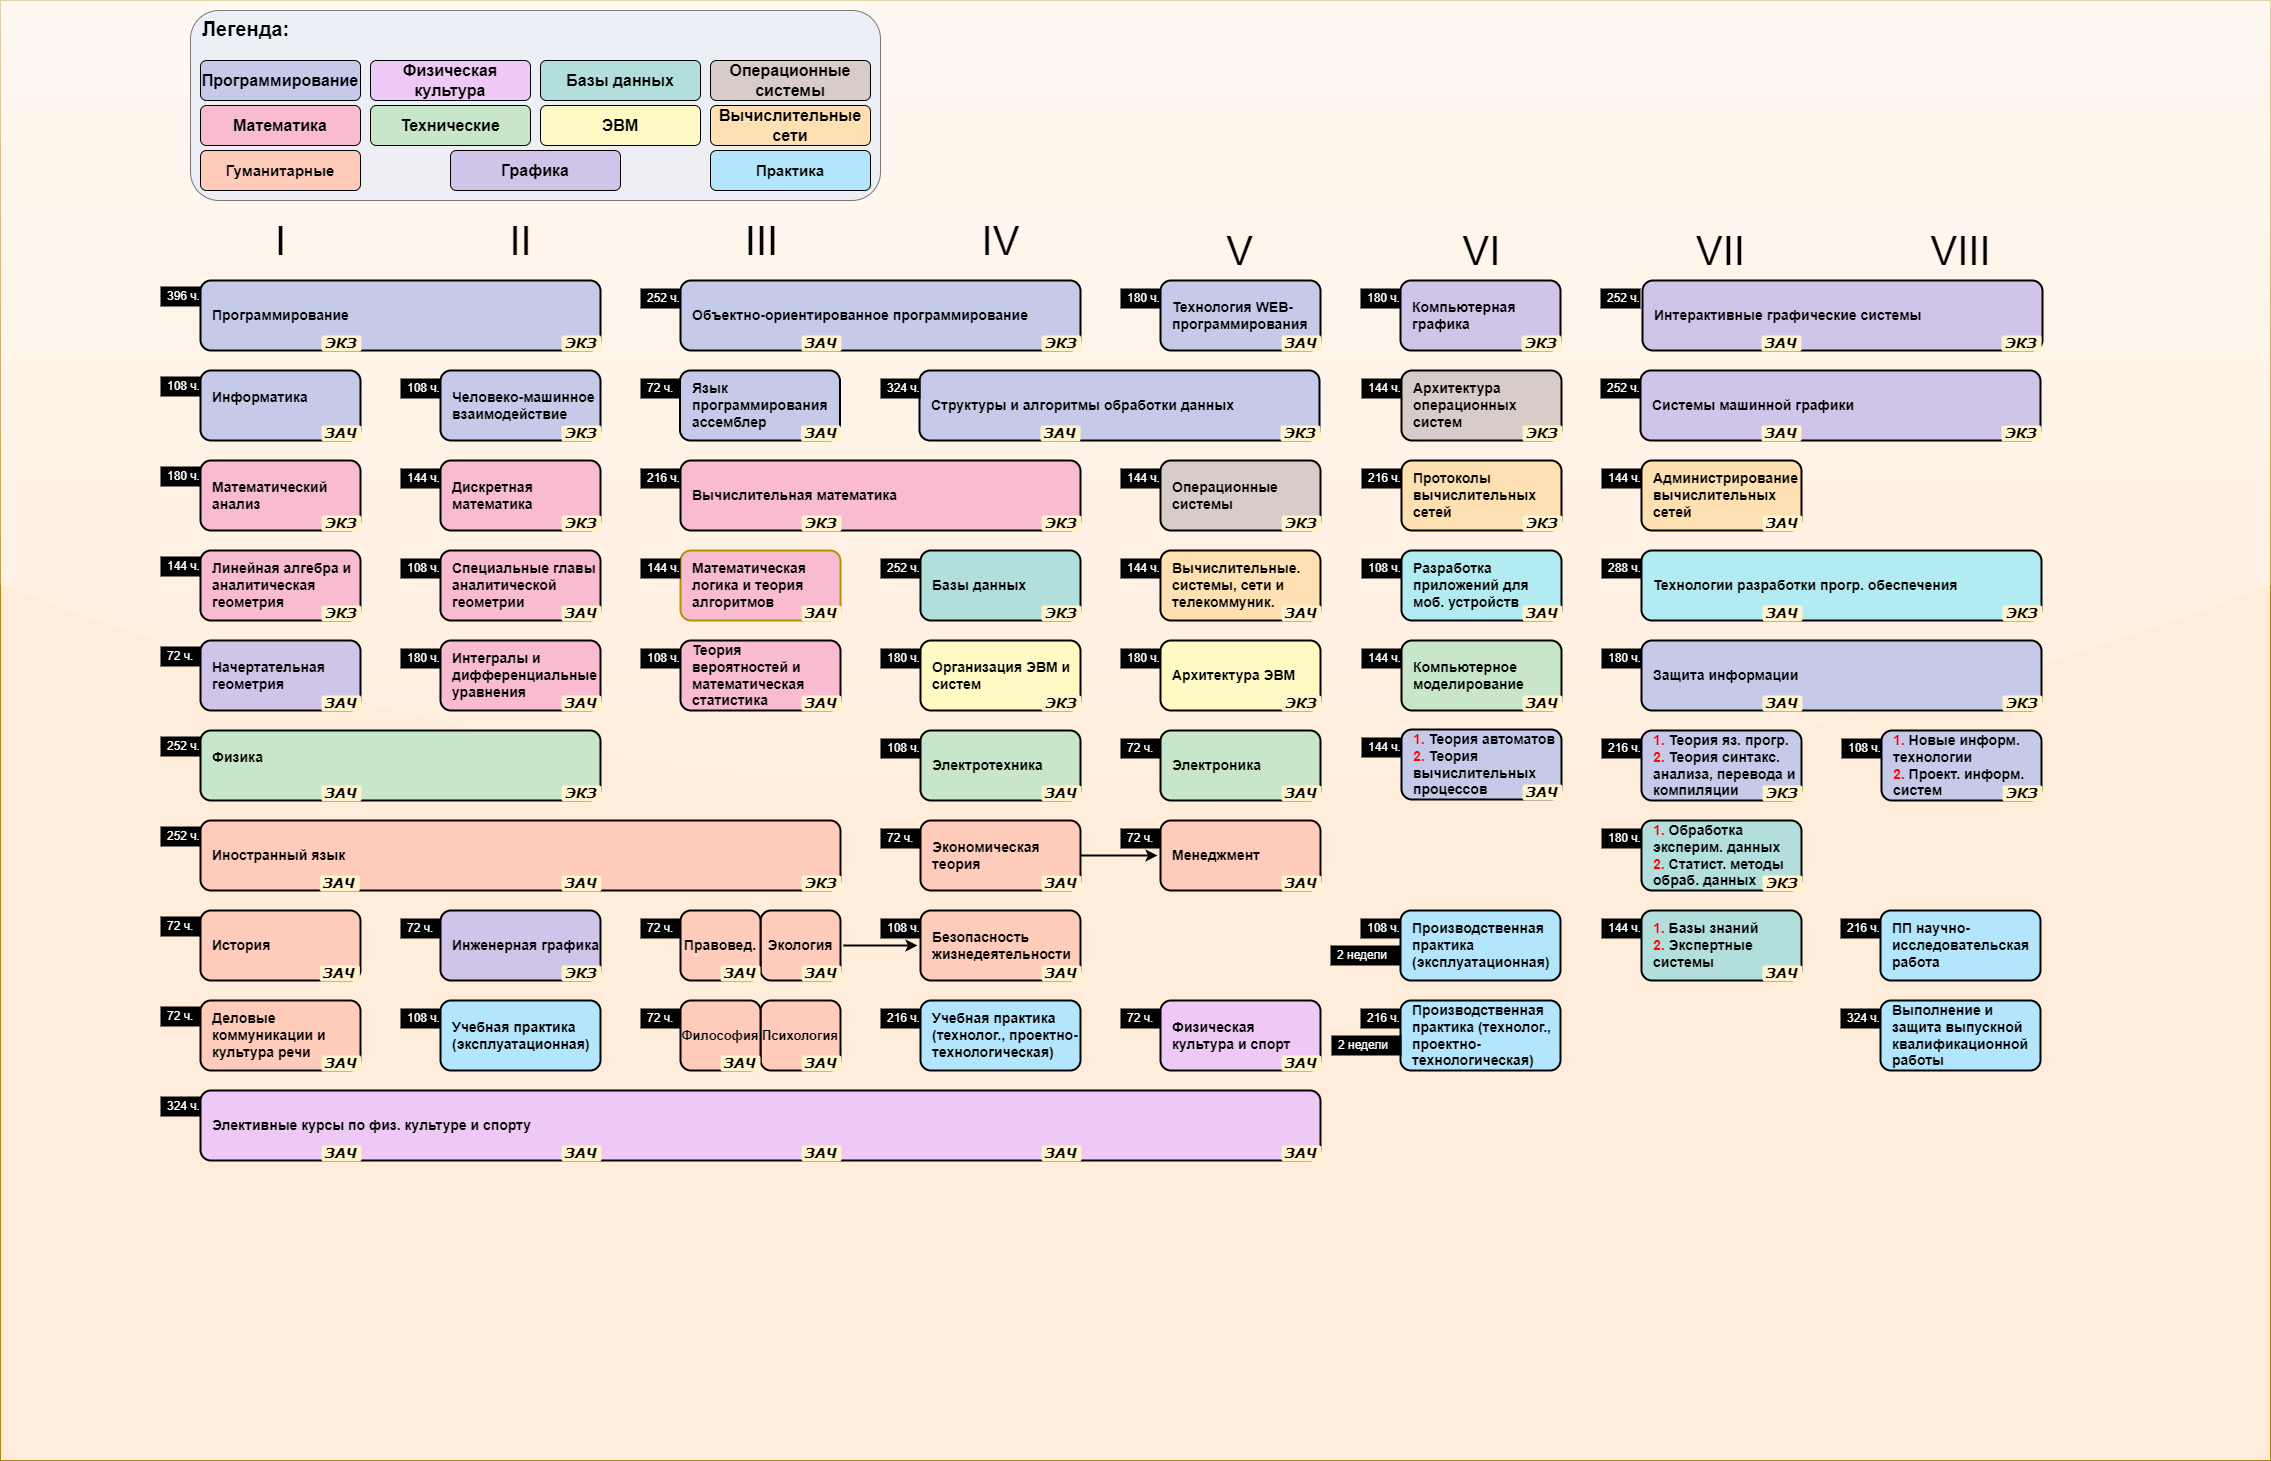 Легенда:
Программирование
Физическая
культура
Базы данных
Операционные
системы
Математика
Технические
ЭВМ
Вычислительные
сети
Гуманитарные
Графика
Практика
I
II
III
IV
V
VI
VII
VIII
396 ч.
Программирование
ЭКЗ
ЭКЗ
252 ч.
Объектно-ориентированное программирование
ЗАЧ
ЭКЗ
180 ч.
Технология WEB-
программирования
ЗАЧ
180 ч.
Компьютерная
графика
ЭКЗ
252 ч.
Интерактивные графические системы
ЗАЧ
ЭКЗ
108 ч.
Информатика
ЗАЧ
108 ч.
Человеко-машинное
взаимодействие
ЭКЗ
72 ч.
Язык
программирования
ассемблер
ЗАЧ
324 ч.
Структуры и алгоритмы обработки данных
ЗАЧ
ЭКЗ
144 ч.
Архитектура
операционных
систем
ЭКЗ
252 ч.
Системы машинной графики
ЗАЧ
ЭКЗ
180 ч.
Математический
анализ
ЭКЗ
144 ч.
Дискретная
математика
ЭКЗ
216 ч.
Вычислительная математика
ЭКЗ
ЭКЗ
144 ч.
Операционные
системы
ЭКЗ
216 ч.
Протоколы
вычислительных
сетей
ЭКЗ
144 ч.
Администрирование
вычислительных
сетей
ЗАЧ
144 ч.
Линейная алгебра и
аналитическая
геометрия
ЭКЗ
108 ч.
Специальные главы
аналитической
геометрии
ЗАЧ
144 ч.
Математическая
логика и теория
алгоритмов
ЗАЧ
252 ч.
Базы данных
ЭКЗ
144 ч.
Вычислительные.
системы, сети и
телекоммуник.
ЗАЧ
108 ч.
Разработка
приложений для
моб. устройств
ЗАЧ
288 ч.
Технологии разработки прогр. обеспечения
ЗАЧ
ЭКЗ
72 ч.
Начертательная
геометрия
ЗАЧ
180 ч.
Интегралы и
дифференциальные
уравнения
ЗАЧ
108 ч.
Теория
вероятностей и
математическая
статистика
ЗАЧ
180 ч.
Организация ЭВМ и
систем
ЭКЗ
180 ч.
Архитектура ЭВМ
ЭКЗ
144 ч.
Компьютерное
моделирование
ЗАЧ
180 ч.
Защита информации
ЗАЧ
ЭКЗ
252 ч.
Физика
ЗАЧ
ЭКЗ
108 ч.
Электротехника
ЗАЧ
72 ч.
Электроника
ЗАЧ
144 ч.
1. Теория автоматов
2. Теория
вычислительных
процессов
ЗАЧ
216 ч.
1. Теория яз. прогр.
2. Теория синтакс.
анализа, перевода и
компиляции
ЭКЗ
108 ч.
1. Новые информ.
технологии
2. Проект. информ.
систем
ЭКЗ
252 ч.
Иностранный язык
ЗАЧ
ЗАЧ
ЭКЗ
72 ч.
Экономическая
теория
ЗАЧ
72 ч.
Менеджмент
ЗАЧ
180 ч.
1. Обработка
эксперим. данных
2. Статист. методы
обраб. данных
ЭКЗ
72 ч.
История
ЗАЧ
72 ч.
Инженерная графика
ЭКЗ
72 ч.
Правовед.
ЗАЧ
Экология
ЗАЧ
108 ч.
Безопасность
жизнедеятельности
ЗАЧ
108 ч.
2 недели
Производственная
практика
(эксплуатационная)
144 ч.
1. Базы знаний
2. Экспертные
системы
ЗАЧ
216 ч.
ПП научно-
исследовательская
работа
72 ч.
Деловые
коммуникации и
культура речи
ЗАЧ
108 ч.
Учебная практика
(эксплуатационная)
72 ч.
Философия
ЗАЧ
Психология
ЗАЧ
216 ч.
Учебная практика
(технолог., проектно-
технологическая)
72 ч.
Физическая
культура и спорт
ЗАЧ
216 ч.
2 недели
Производственная
практика (технолог.,
проектно-
технологическая)
324 ч.
Выполнение и
защита выпускной
квалификационной
работы
324 ч.
Элективные курсы по физ. культуре и спорту
ЗАЧ
ЗАЧ
ЗАЧ
ЗАЧ
ЗАЧ